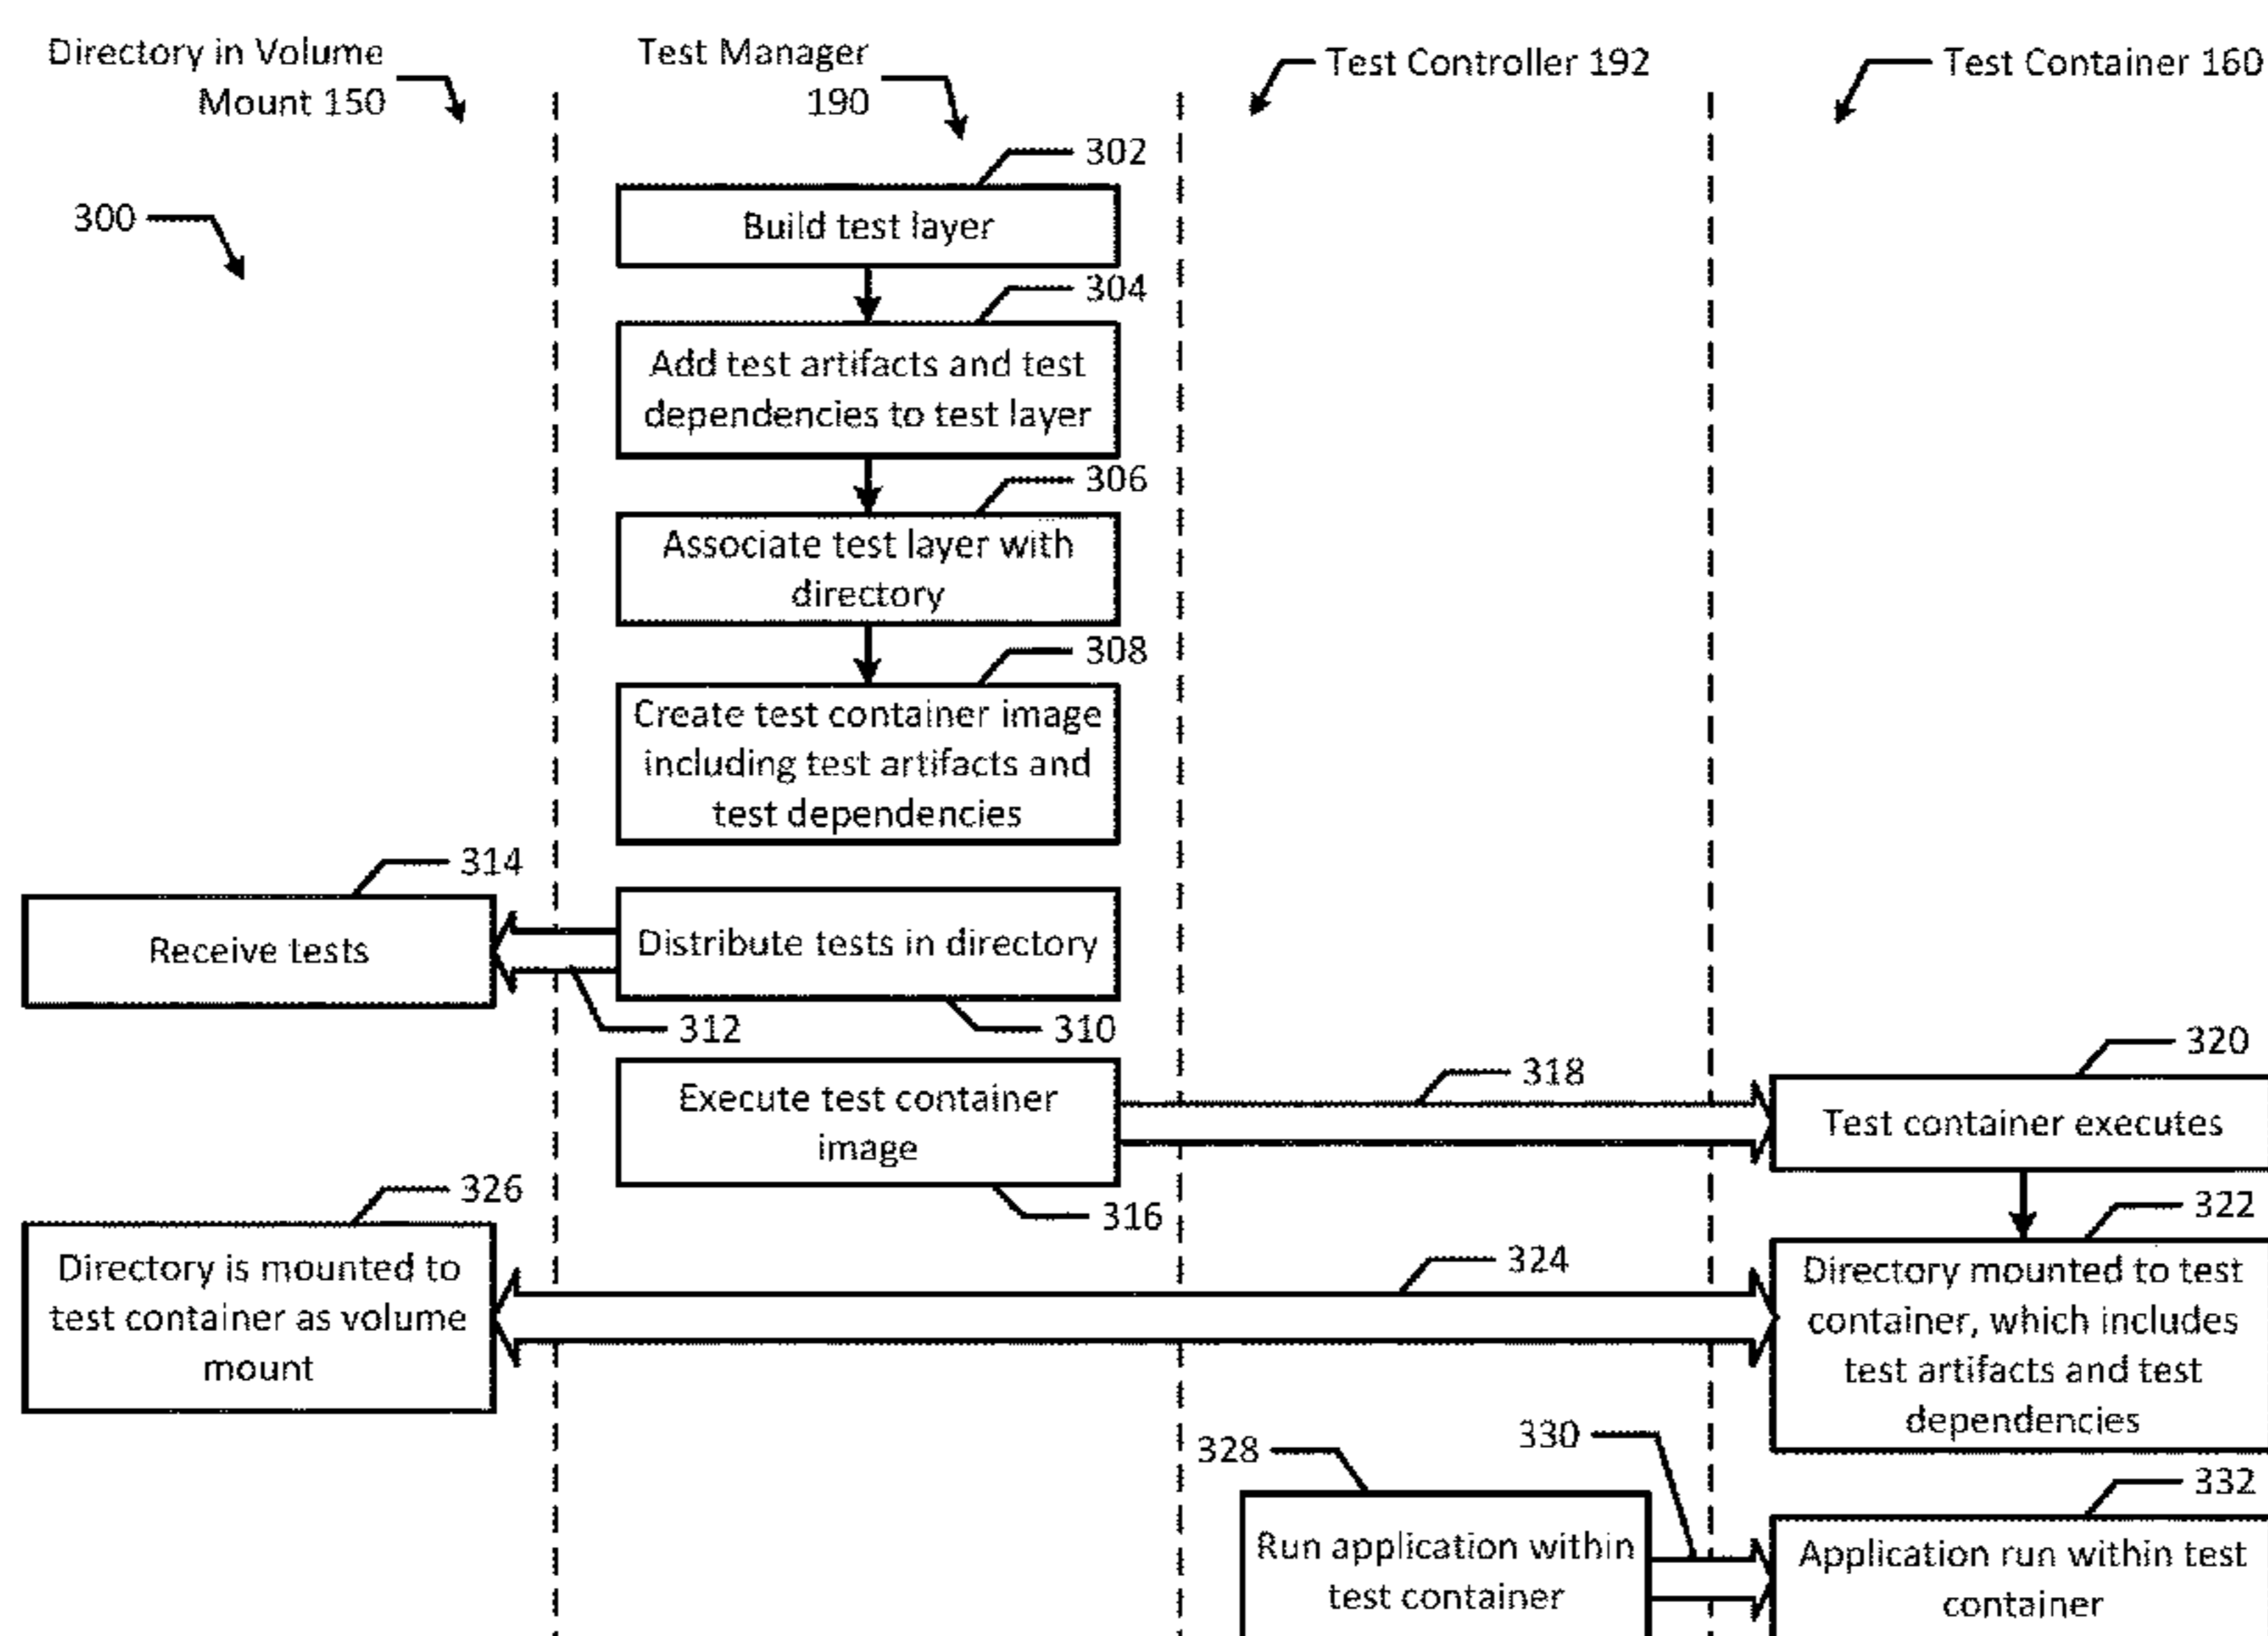 Directory in Volume
Mount 150
Test Manager
190
Test Controller 192
Test Container 160
300
302
Build test layer
304
Add test artifacts and test
dependencies to test layer
306
Associate test layer with
directory
308
Create test container image
including test artifacts and
test dependencies
314
Receive tests
Distribute tests in directory
312
310
Execute test container
image
316
318
320
Test container executes
322
326
Directory is mounted to
test container as volume
mount
324
Directory mounted to test
container, which includes
test artifacts and test
dependencies
328
330
332
Run application within
test container
Application run within test
container